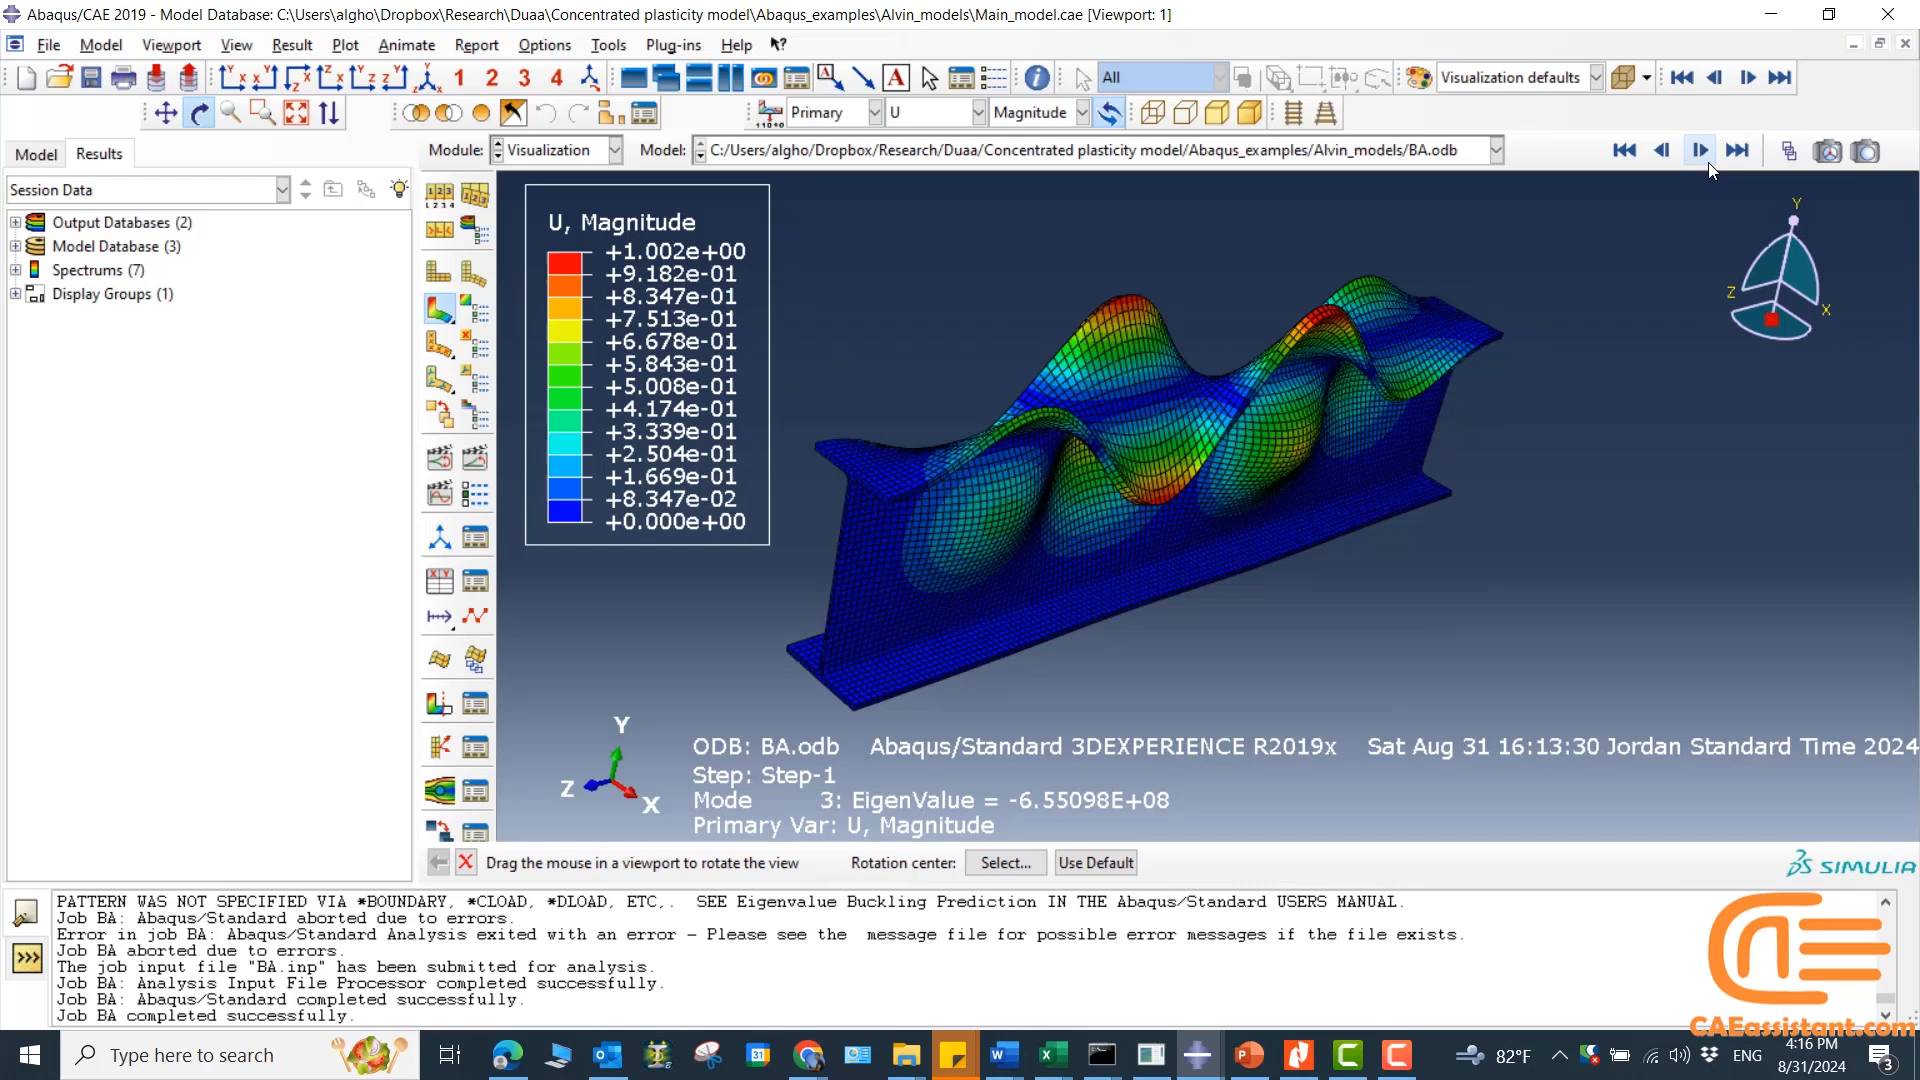 Abaqus/CAE 2019 - Model Database: C:\Users\algho\Dropbox\Research\Duaa\Concentrated plasticity model\Abaqus_examples\Alvin_models\Main_model.cae [Viewport: 1]
File Model Viewport View Result Plot Animate Report Options Tools Plug-ins Help
1 2 3 4 All Visualization defaults
Primary U Magnitude
Model Results Module: Visualization Model: C:/Users/algho/Dropbox/Research/Duaa/Concentrated plasticity model/Abaqus_examples/Alvin_models/BA.odb
Session Data
Output Databases (2)
Model Database (3)
Spectrums (7)
Display Groups (1)
U, Magnitude
+1.002e+00
+9.182e-01
+8.347e-01
+7.513e-01
+6.678e-01
+5.843e-01
+5.008e-01
+4.174e-01
+3.339e-01
+2.504e-01
+1.669e-01
+8.347e-02
+0.000e+00
Y
Z
X
Y
Z
X
ODB: BA.odb Abaqus/Standard 3DEXPERIENCE R2019x Sat Aug 31 16:13:30 Jordan Standard Time 2024
Step: Step-1
Mode 3: EigenValue = -6.55098E+08
Primary Var: U, Magnitude
Drag the mouse in a viewport to rotate the view Rotation center: Select... Use Default
SIMULIA
PATTERN WAS NOT SPECIFIED VIA *BOUNDARY, *CLOAD, *DLOAD, ETC,. SEE Eigenvalue Buckling Prediction IN THE Abaqus/Standard USERS MANUAL.
Job BA: Abaqus/Standard aborted due to errors.
Error in job BA: Abaqus/Standard Analysis exited with an error - Please see the message file for possible error messages if the file exists.
Job BA aborted due to errors.
The job input file "BA.inp" has been submitted for analysis.
Job BA: Analysis Input File Processor completed successfully.
Job BA: Abaqus/Standard completed successfully.
Job BA completed successfully.
CAEassistant.com
Type here to search
82°F
ENG
4:16 PM
8/31/2024
3